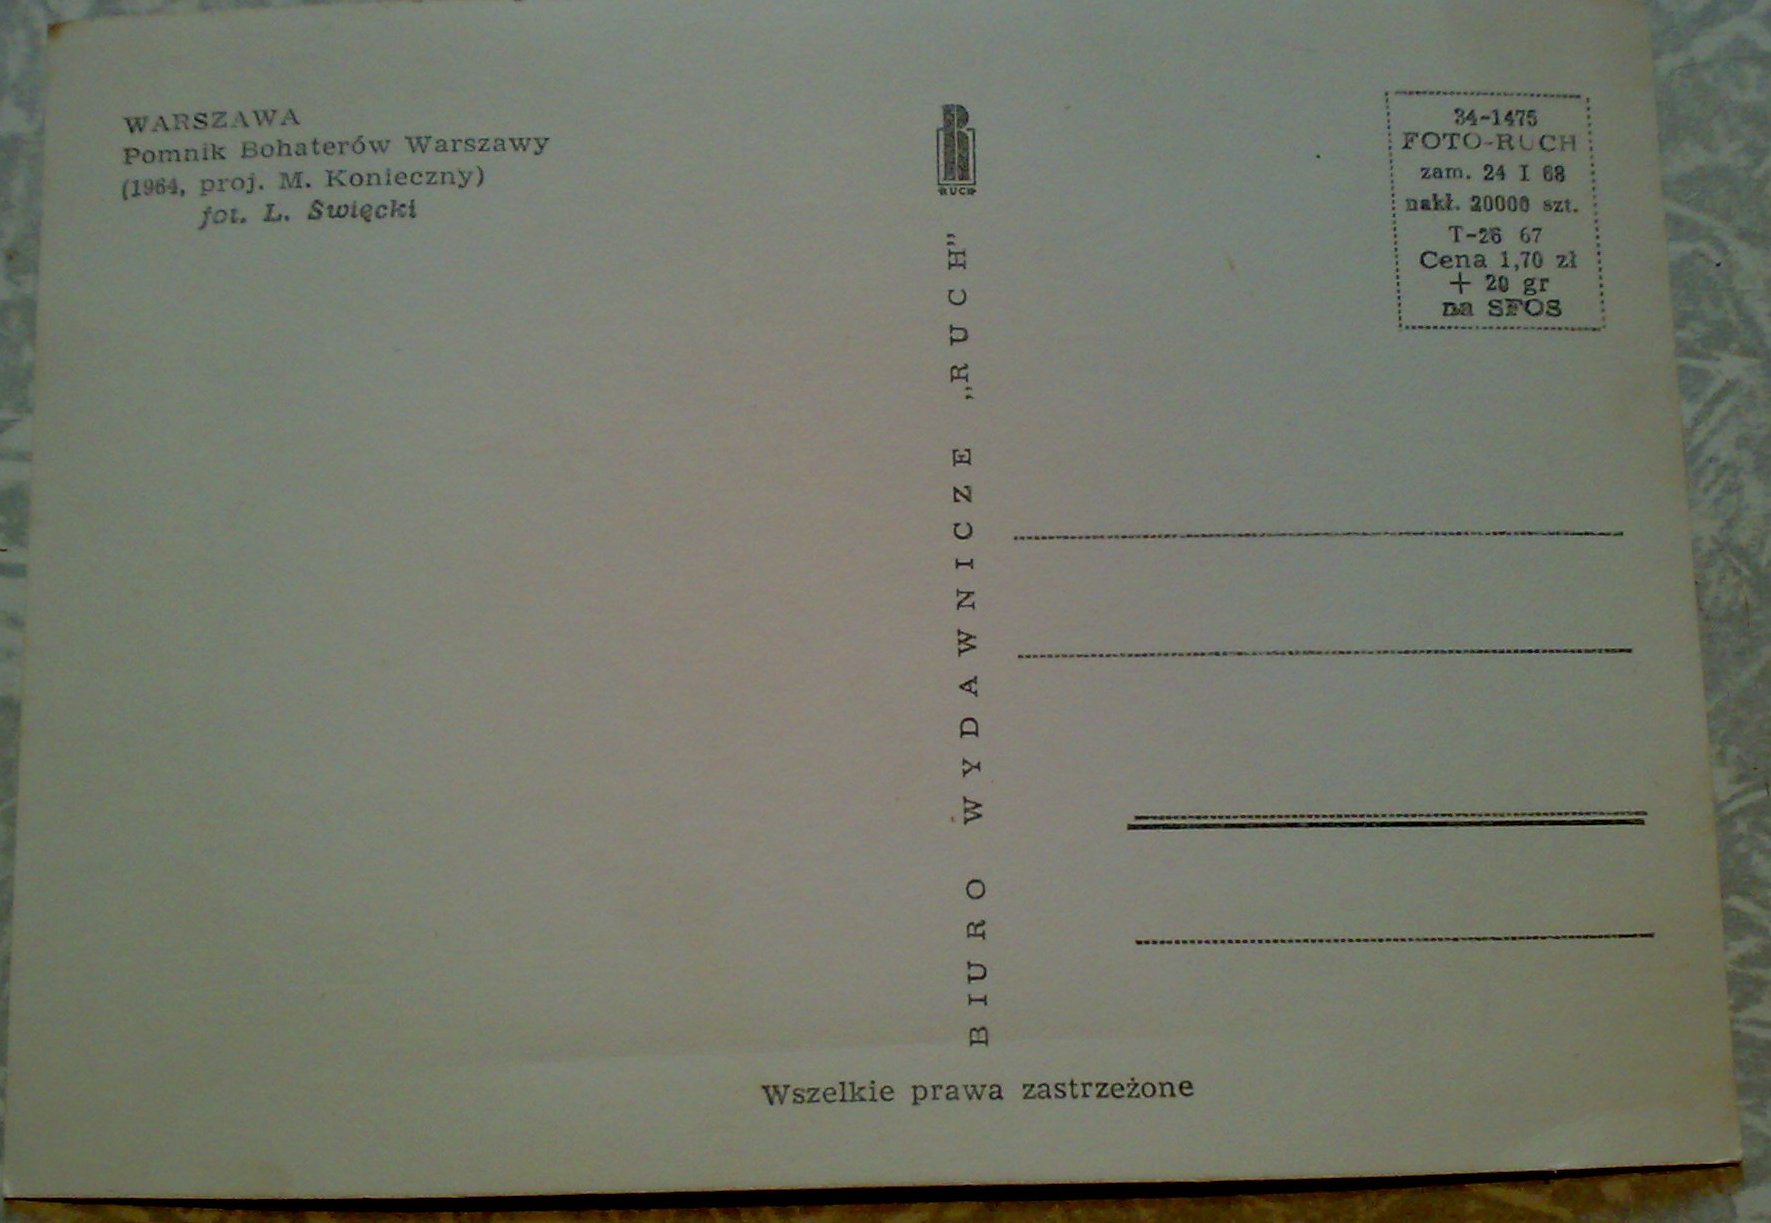 WARSZAWA
Pomnik Bohaterów Warszawy
(1964, proj. M. Konieczny)
fot. L. Święcki
RUCH
BIURO WYDAWNICZE „RUCH”
34-1475
FOTO-RUCH
zam. 24 I 68
nakł. 20000 szt.
T-26 67
Cena 1,70 zł
+ 20 gr
na SFOS
Wszelkie prawa zastrzeżone